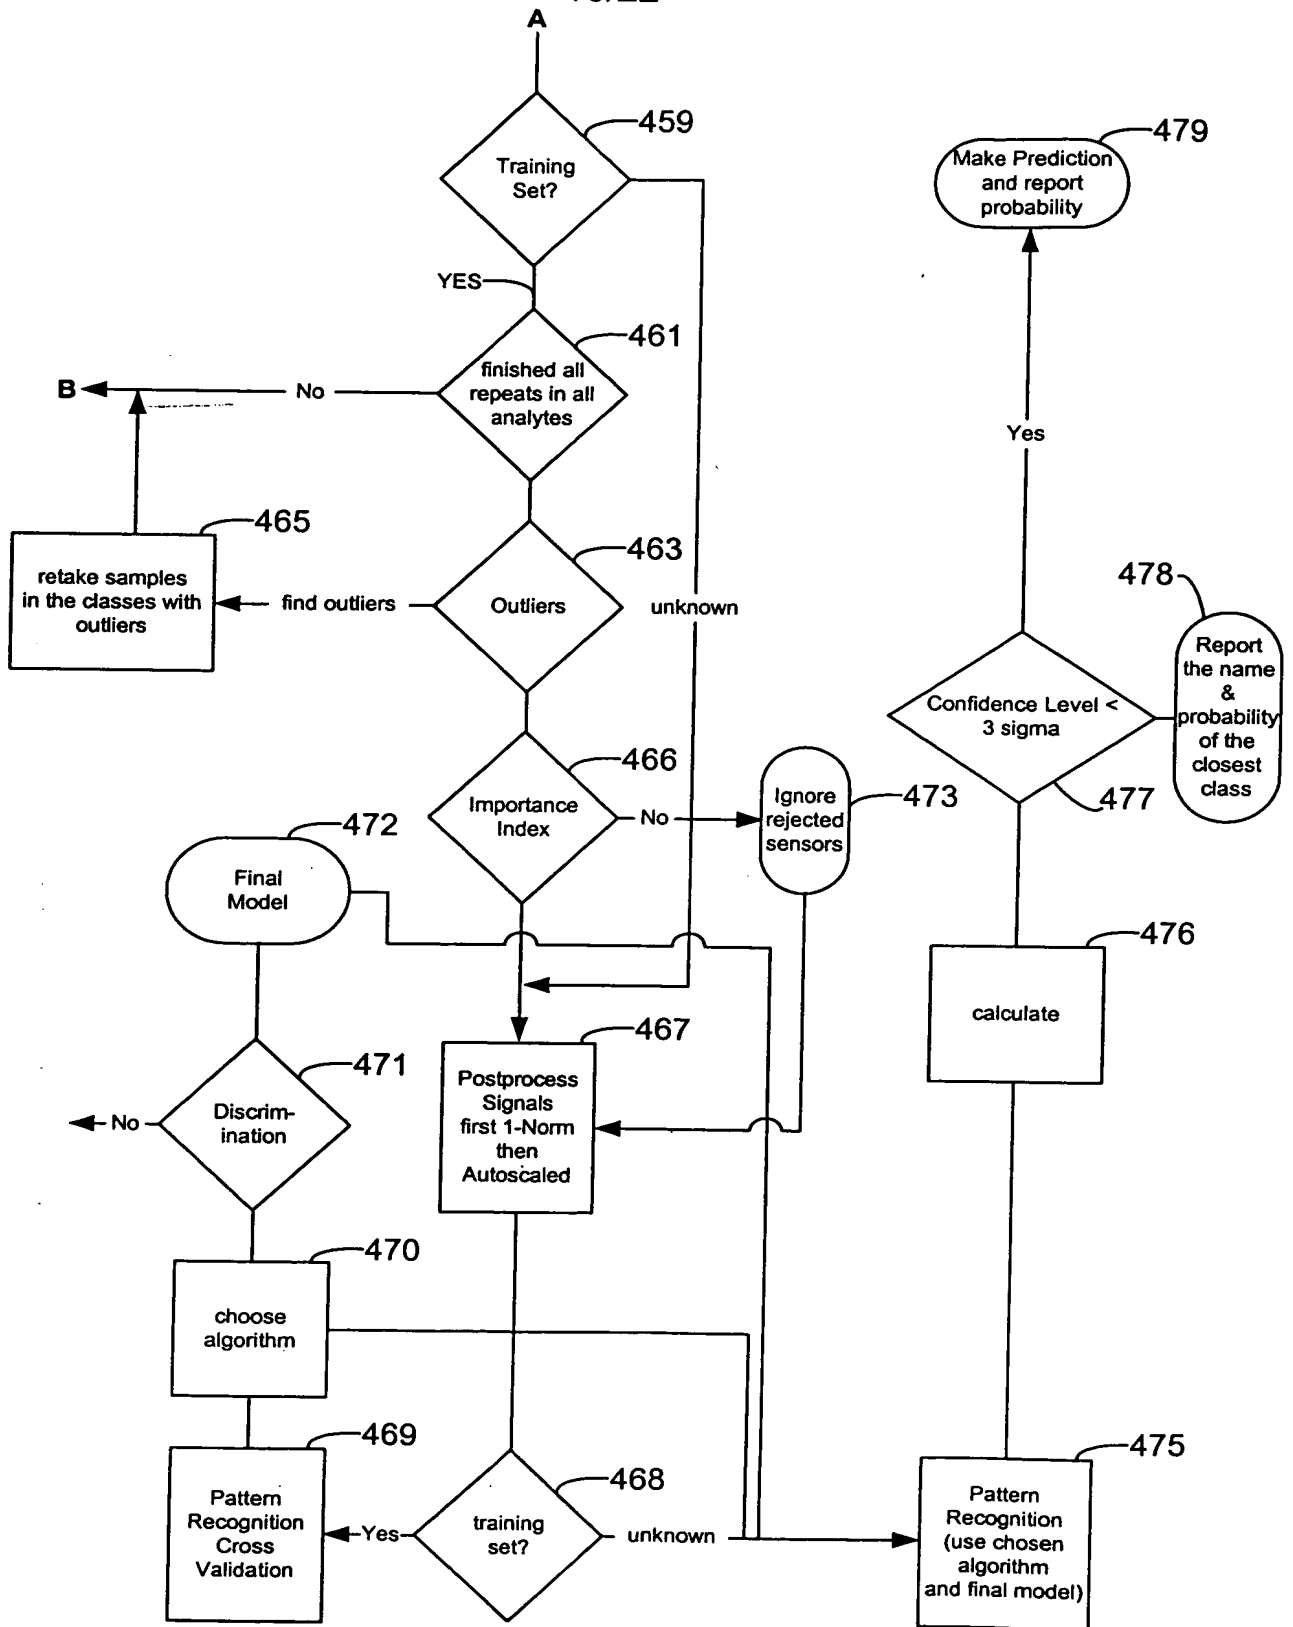 A
459
Training
Set?
479
Make Prediction
and report
probability
YES
461
finished all
repeats in all
analytes
B
No
Yes
465
retake samples
in the classes with
outliers
463
find outliers
Outliers
unknown
478
Report
the name
&
probability
of the
closest
class
Confidence Level <
3 sigma
477
466
Importance
Index
No
Ignore
rejected
sensors
473
472
Final
Model
476
calculate
467
Postprocess
Signals
first 1-Norm
then
Autoscaled
471
Discrim-
ination
No
470
choose
algorithm
469
Pattern
Recognition
Cross
Validation
468
Yes
training
set?
unknown
475
Pattern
Recognition
(use chosen
algorithm
and final model)